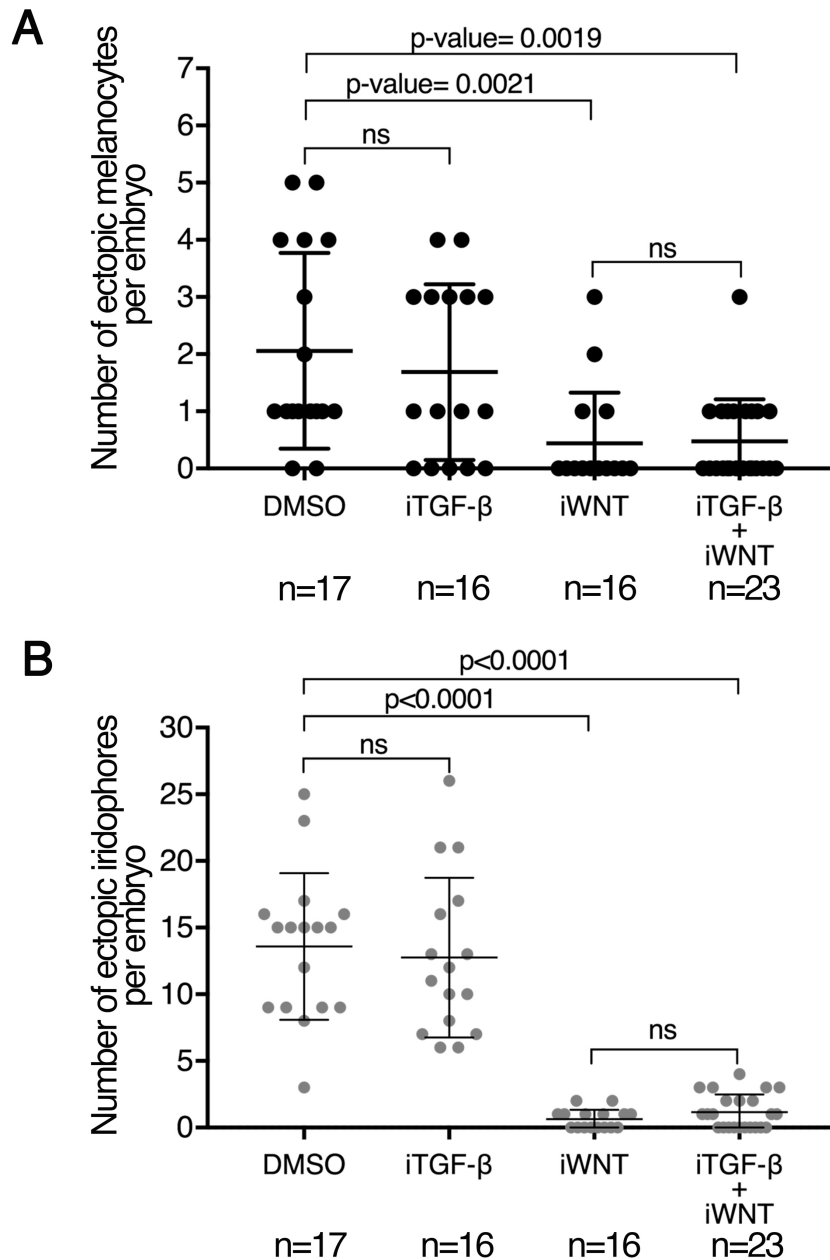 A
p-value= 0.0019
p-value= 0.0021
ns
ns
Number of ectopic melanocytes
per embryo
7
6
5
4
3
2
1
0
DMSO iTGF-β iWNT iTGF-β
+
iWNT
n=17 n=16 n=16 n=23
B
p<0.0001
p<0.0001
ns
ns
Number of ectopic iridophores
per embryo
30
25
20
15
10
5
0
DMSO iTGF-β iWNT iTGF-β
+
iWNT
n=17 n=16 n=16 n=23